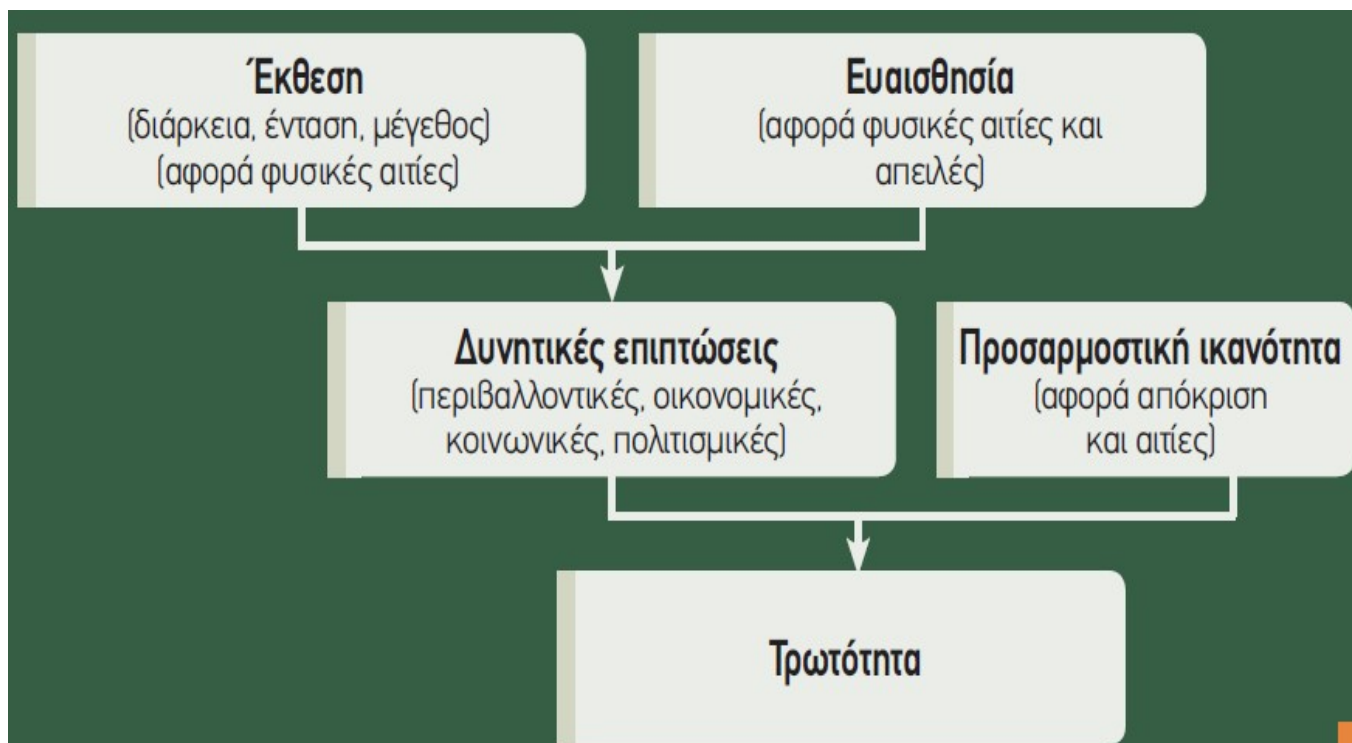 Έκθεση
(διάρκεια, ένταση, μέγεθος)
(αφορά φυσικές αιτίες)
Ευαισθησία
(αφορά φυσικές αιτίες και
απειλές)
Δυνητικές επιπτώσεις
(περιβαλλοντικές, οικονομικές,
κοινωνικές, πολιτισμικές)
Προσαρμοστική ικανότητα
(αφορά απόκριση
και αιτίες)
Τρωτότητα